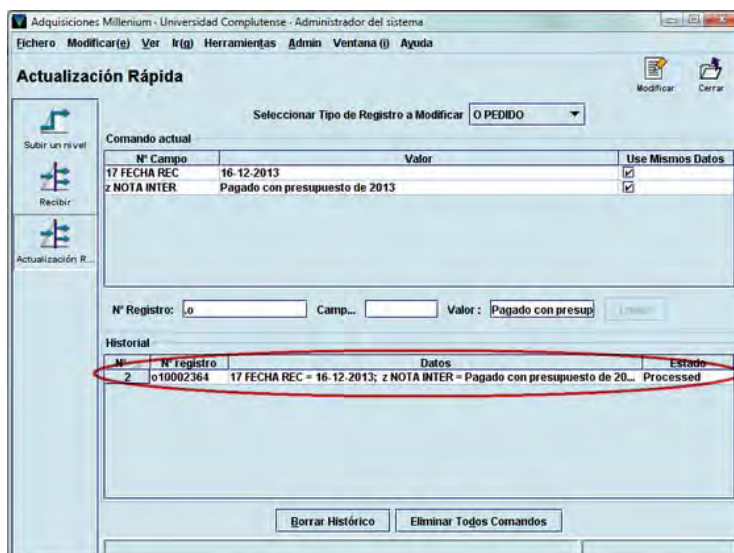 Adquisiciones Millenium - Universidad Complutense - Administrador del sistema
Fichero Modificar(e) Ver Ir(g) Herramientas Admin Ventana (i) Ayuda
Actualización Rápida
Modificar Cerrar
Seleccionar Tipo de Registro a Modificar O PEDIDO
Subir un nivel
Recibir
Actualización R...
Comando actual
Nº Campo Valor Use Mismos Datos
17 FECHA REC 16-12-2013
z NOTA INTER Pagado con presupuesto de 2013
Nº Registro: .o Camp... Valor : Pagado con presup
Historial
Nº Nº registro Datos Estado
2 o10002364 17 FECHA REC = 16-12-2013; z NOTA INTER = Pagado con presupuesto de 20... Processed
Borrar Histórico Eliminar Todos Comandos